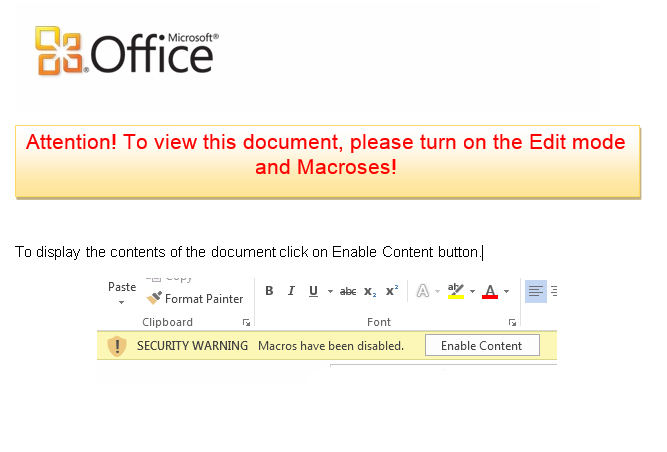 Microsoft®
Office
Attention! To view this document, please turn on the Edit mode
and Macroses!
To display the contents of the document click on Enable Content button.
Copy
Paste
Format Painter
B I U abc X₂ X² A ab A
Clipboard
Font
SECURITY WARNING Macros have been disabled. Enable Content